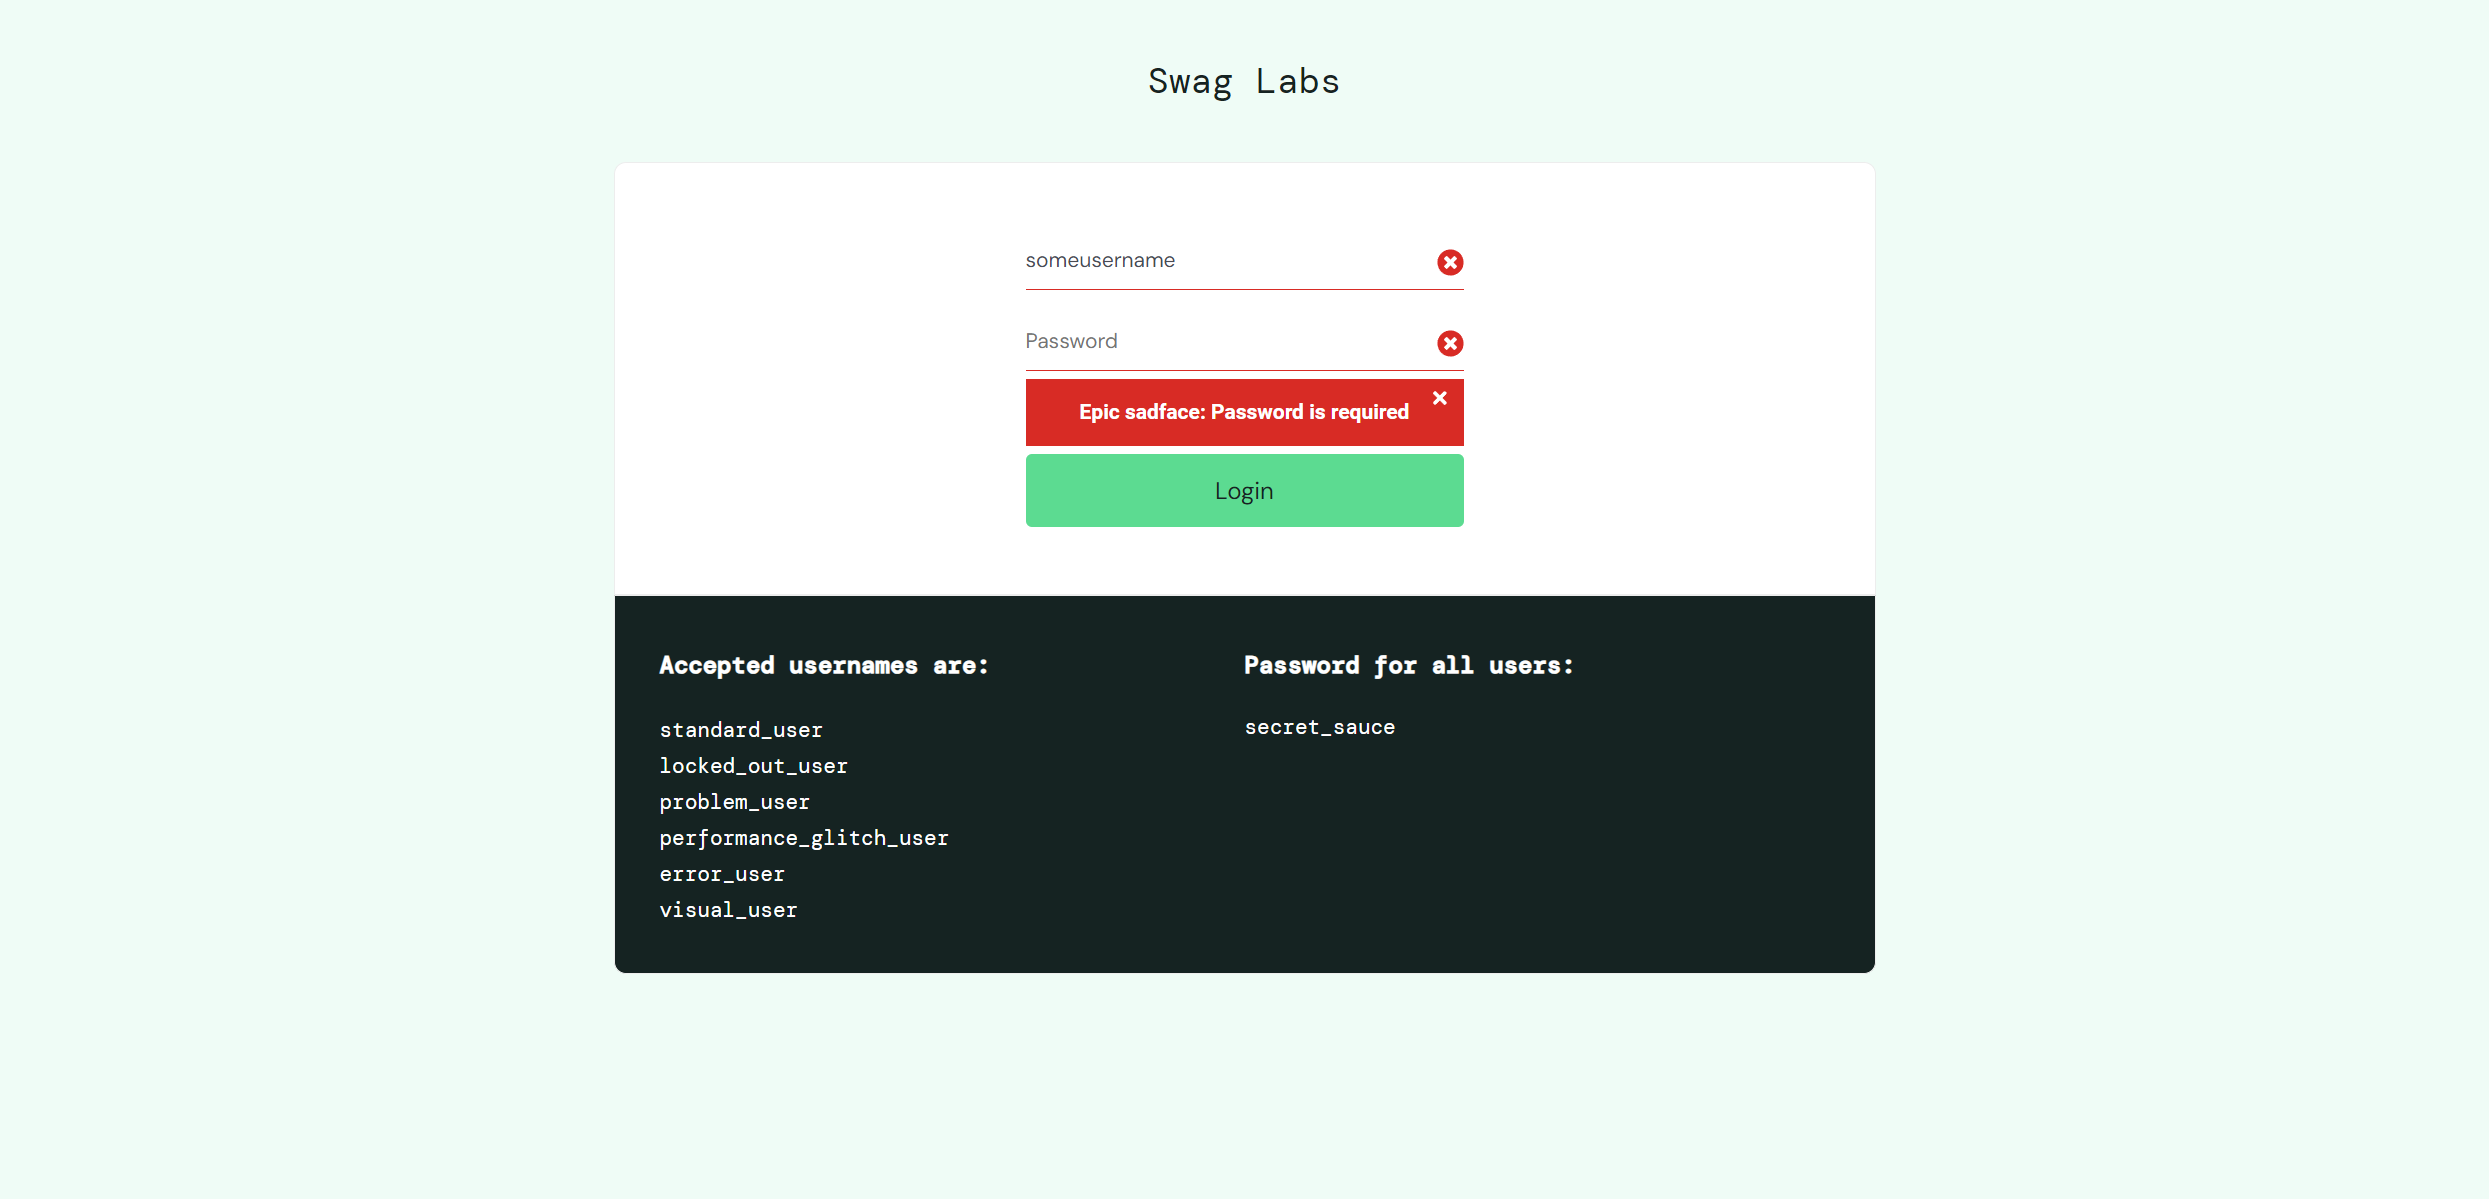 Swag Labs
someusername
Password
Epic sadface: Password is required
Login
Accepted usernames are:
standard_user
locked_out_user
problem_user
performance_glitch_user
error_user
visual_user
Password for all users:
secret_sauce